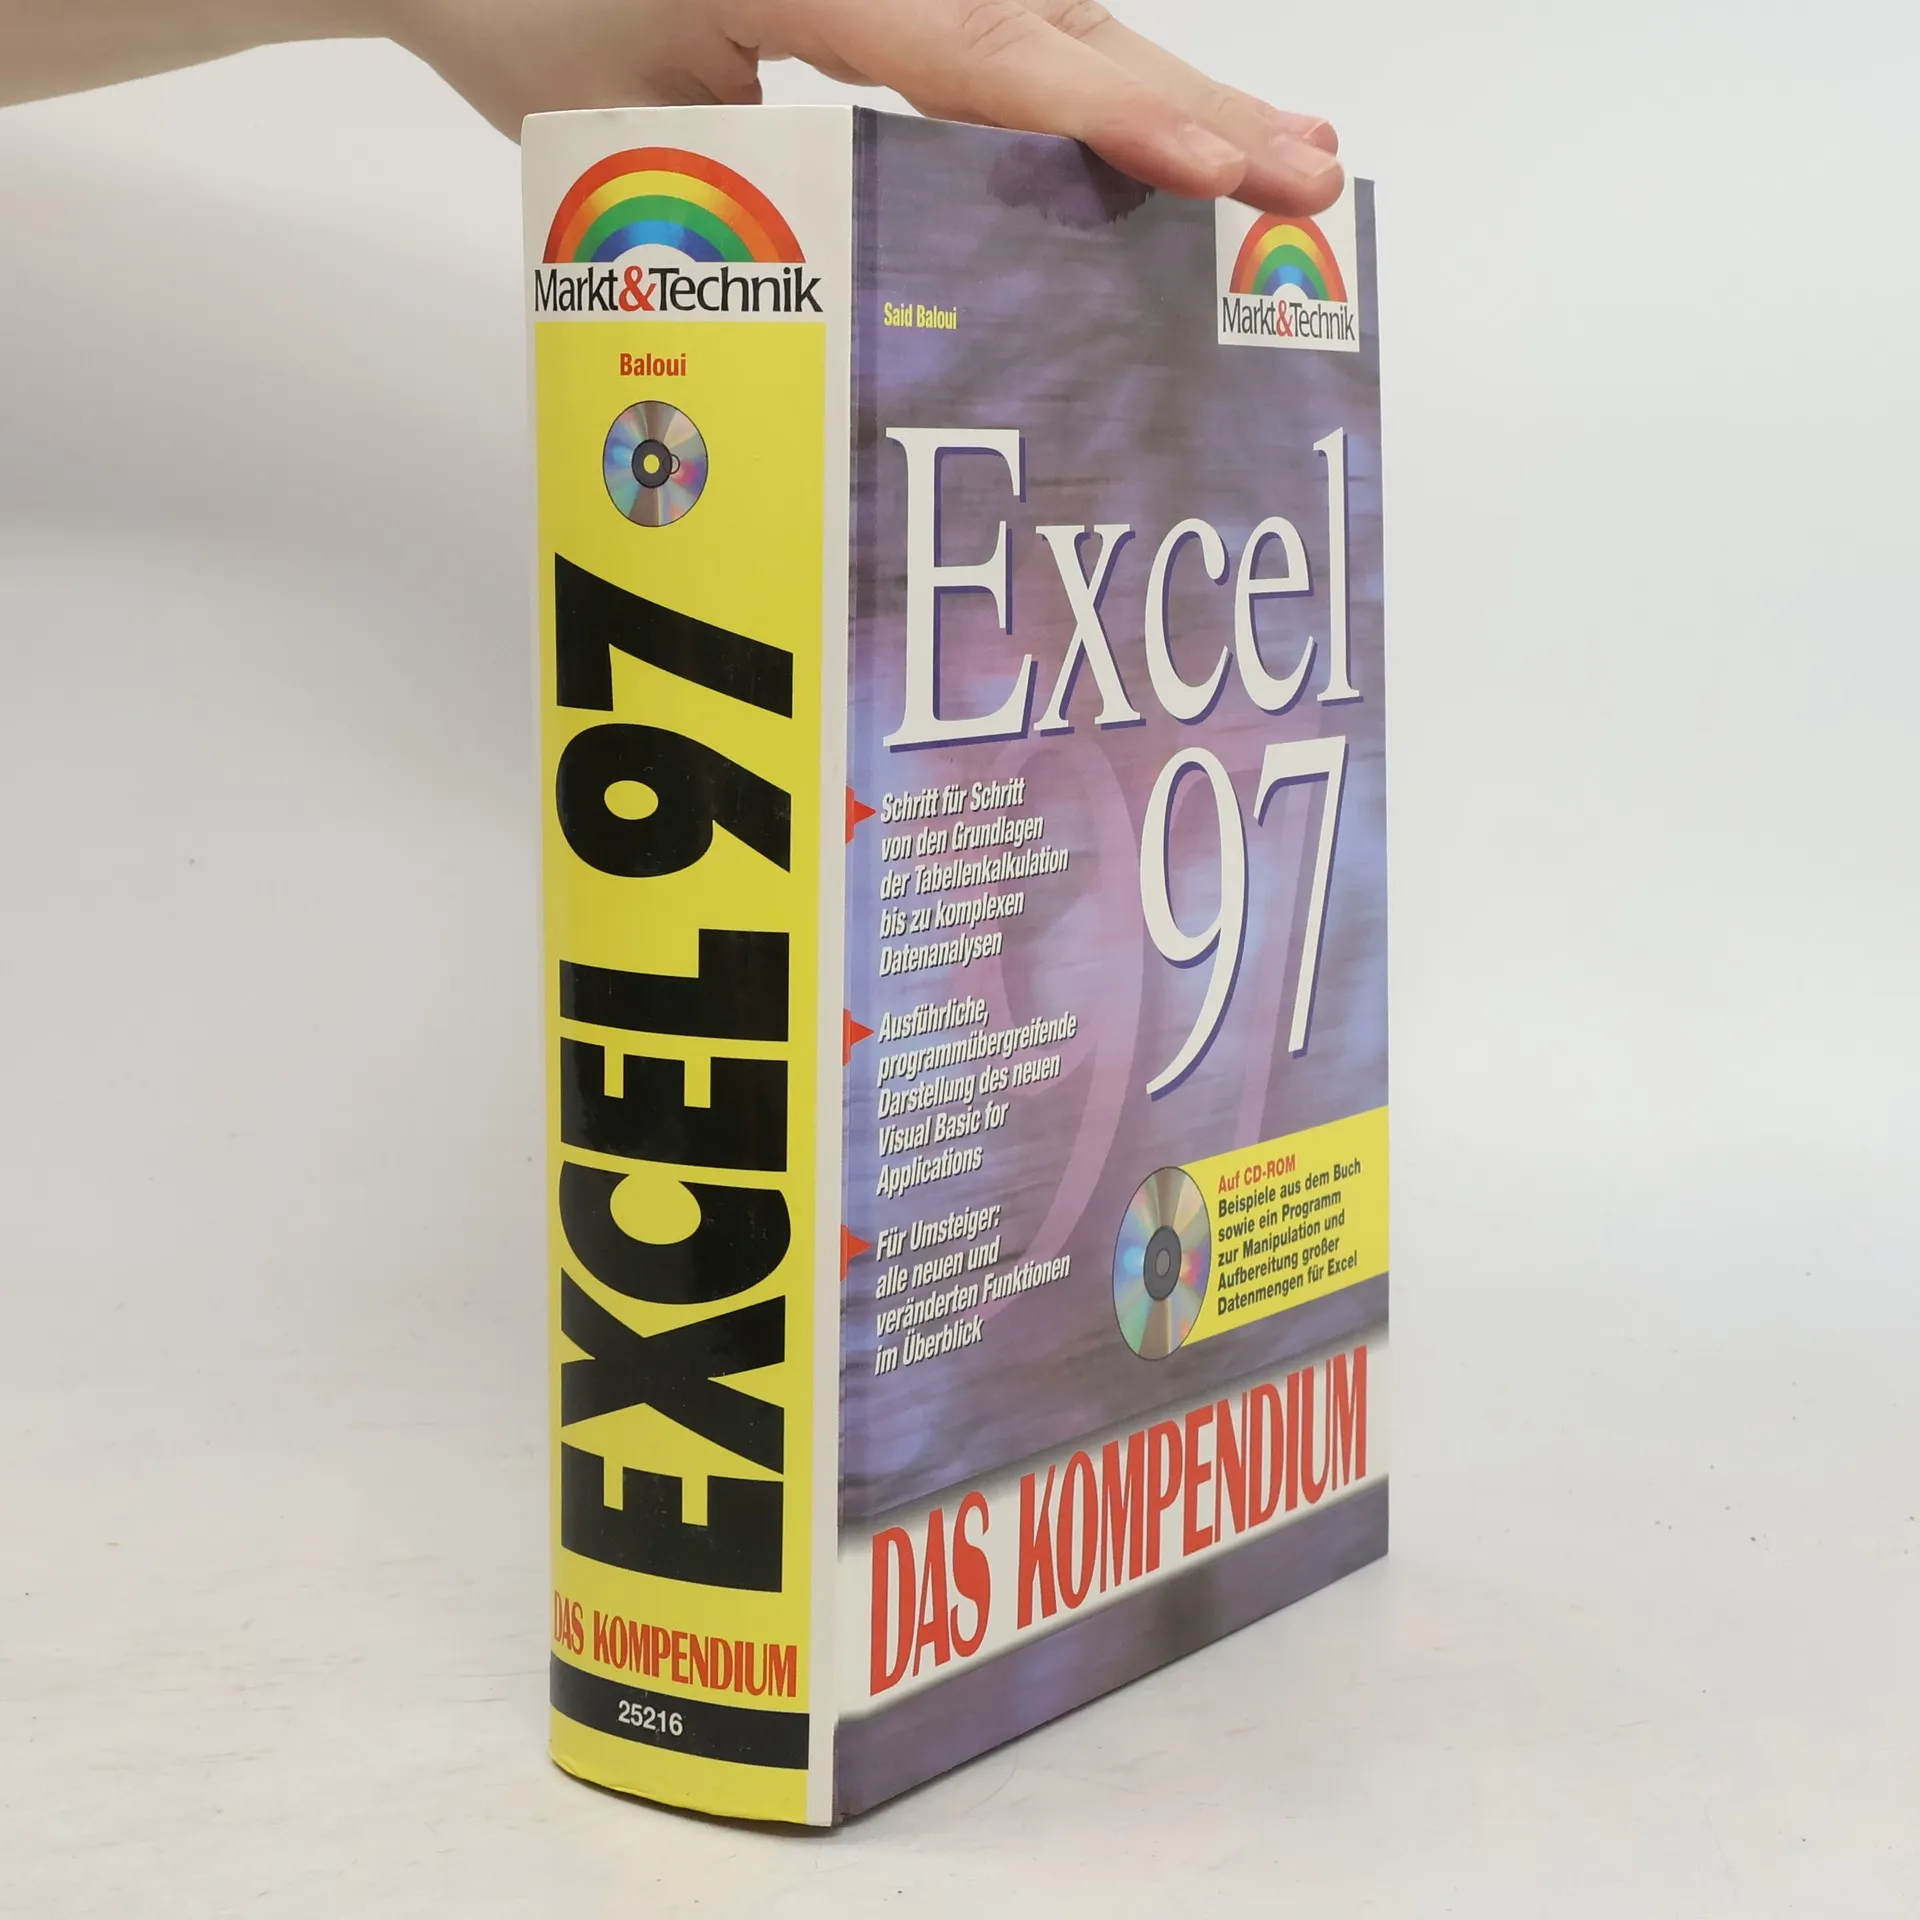 Markt&Technik
Baloui
EXCEL 97
DAS KOMPENDIUM
25216
Said Baloui
Markt&Technik
Excel
97
Schritt für Schritt
von den Grundlagen
der Tabellenkalkulation
bis zu komplexen
Datenanalysen
Ausführliche,
programmübergreifende
Darstellung des neuen
Visual Basic for
Applications
Für Umsteiger:
alle neuen und
veränderten Funktionen
im Überblick
Auf CD-ROM
Beispiele aus dem Buch
sowie ein Programm
zur Manipulation und
Aufbereitung großer
Datenmengen für Excel
DAS KOMPENDIUM